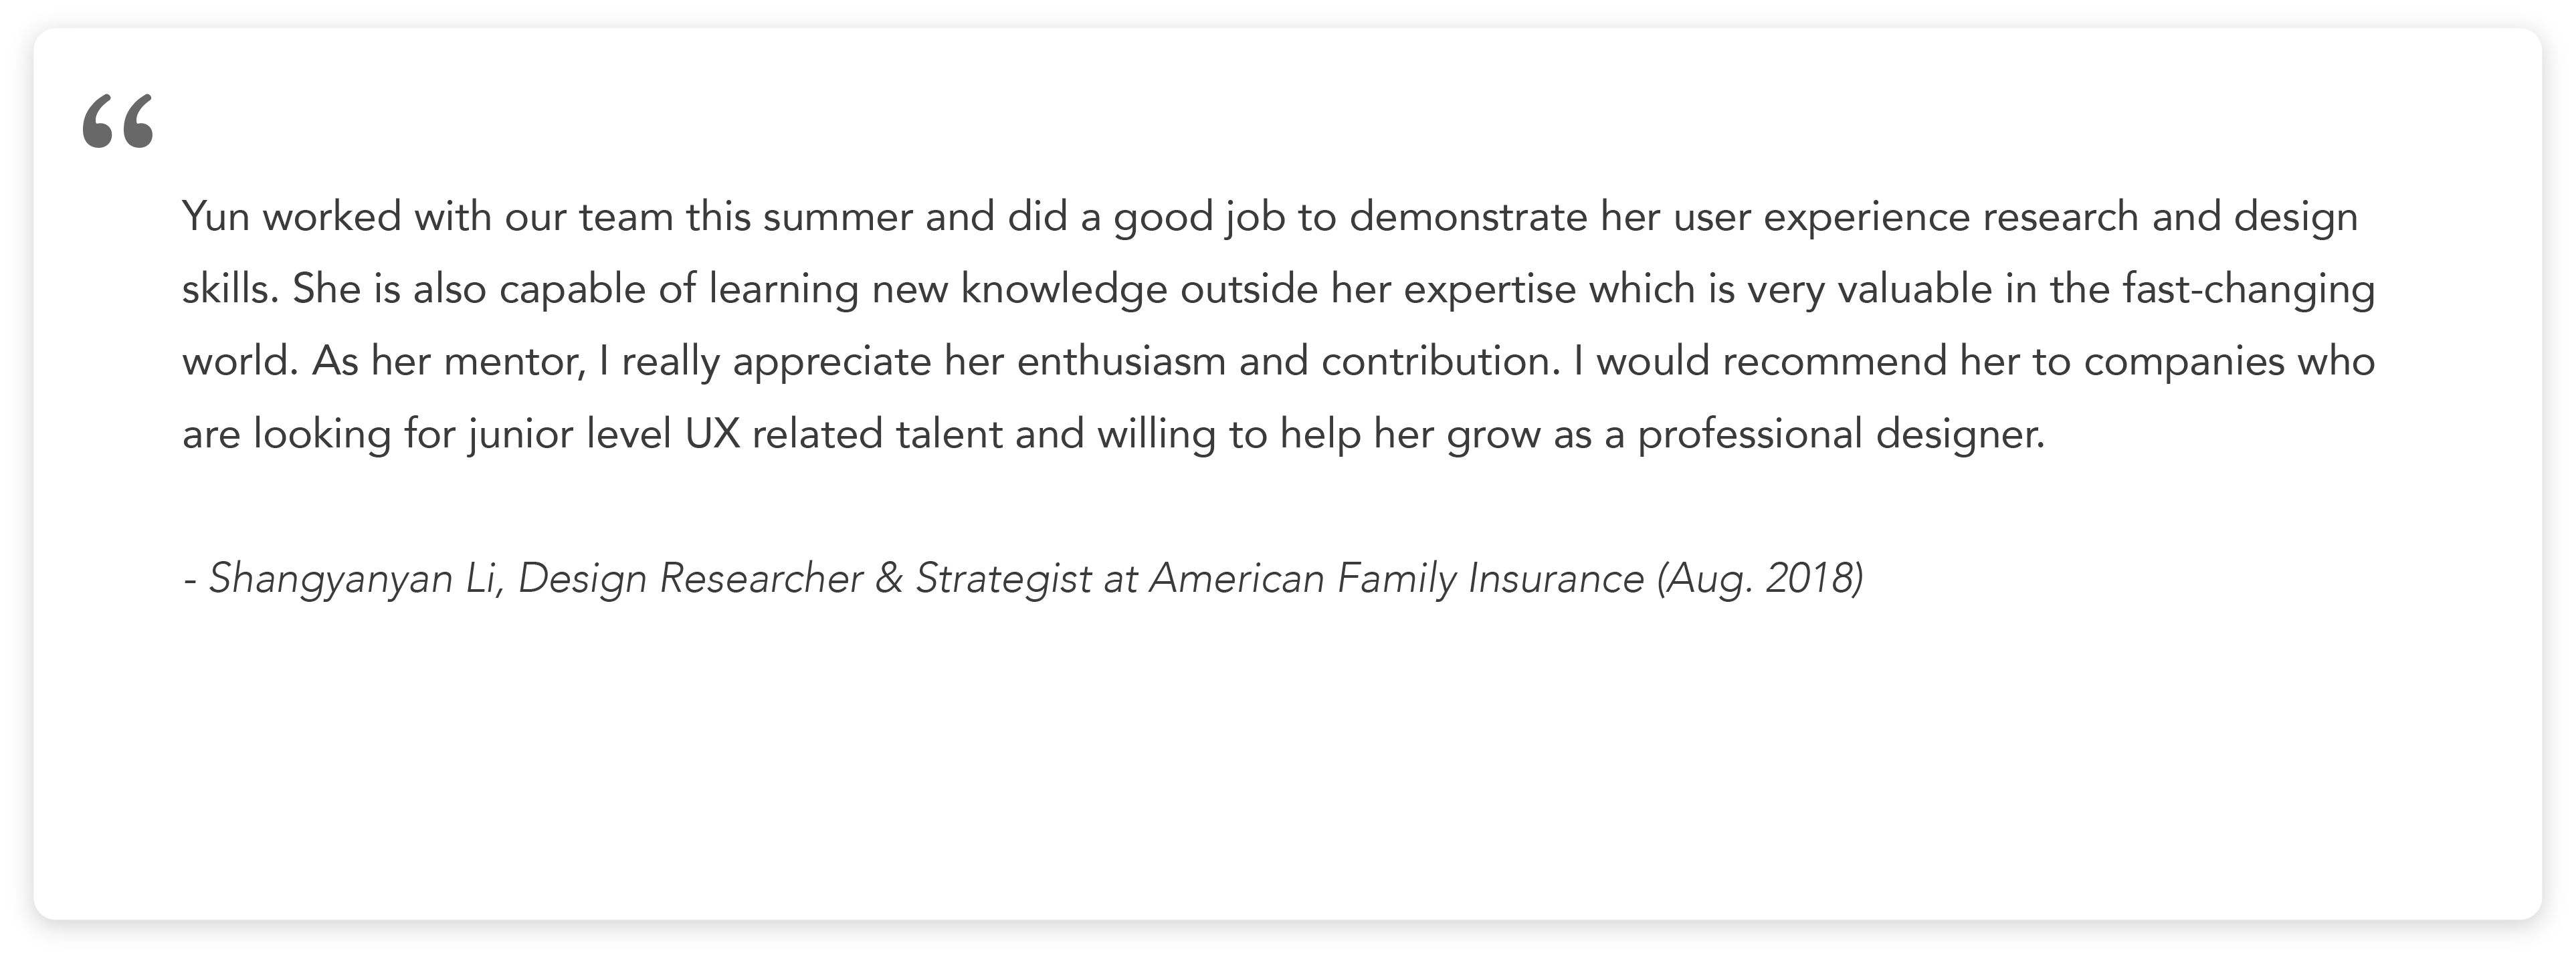 “
Yun worked with our team this summer and did a good job to demonstrate her user experience research and design
skills. She is also capable of learning new knowledge outside her expertise which is very valuable in the fast-changing
world. As her mentor, I really appreciate her enthusiasm and contribution. I would recommend her to companies who
are looking for junior level UX related talent and willing to help her grow as a professional designer.
- Shangyanyan Li, Design Researcher & Strategist at American Family Insurance (Aug. 2018)